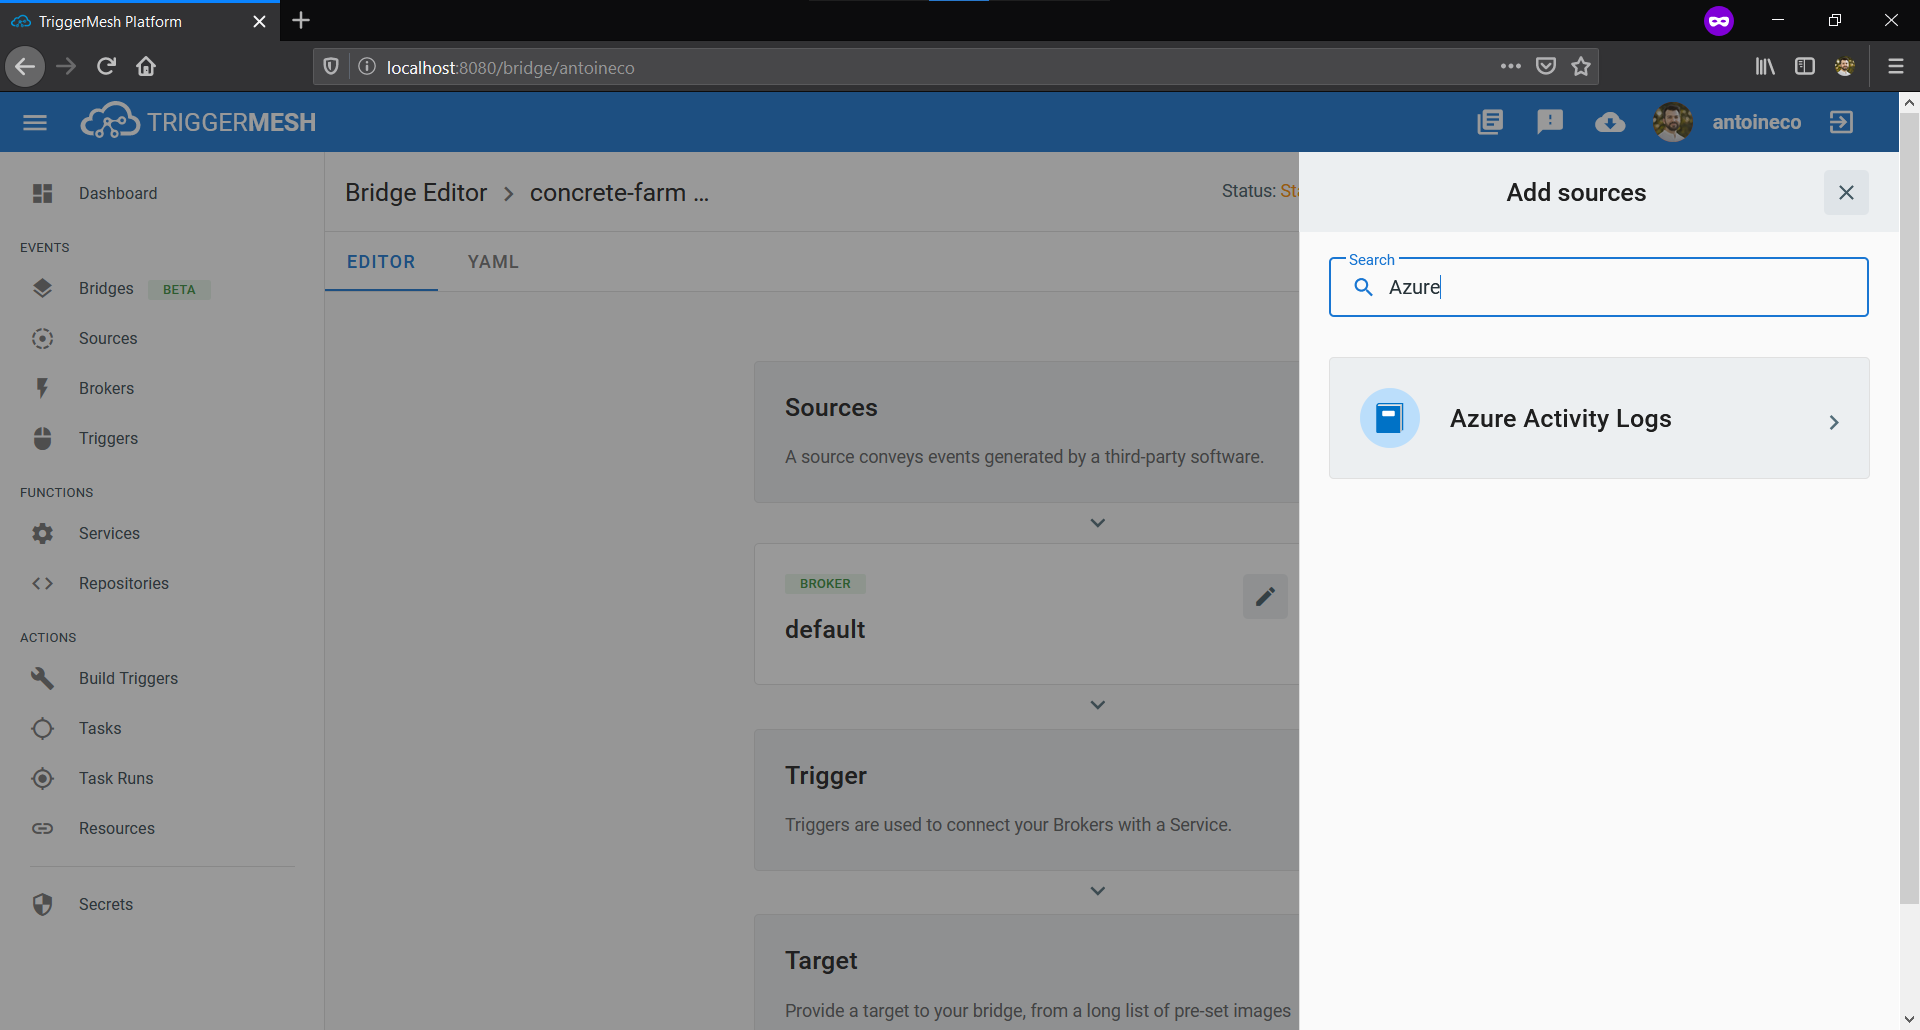 TriggerMesh Platform
localhost:8080/bridge/antoineco
TRIGGERMESH
antoineco
Dashboard
EVENTS
Bridges BETA
Sources
Brokers
Triggers
FUNCTIONS
Services
Repositories
ACTIONS
Build Triggers
Tasks
Task Runs
Resources
Secrets
Bridge Editor > concrete-farm ...
Status: Sta
EDITOR YAML
Sources
A source conveys events generated by a third-party software.
BROKER
default
Trigger
Triggers are used to connect your Brokers with a Service.
Target
Provide a target to your bridge, from a long list of pre-set images
Add sources
Search
Azure
Azure Activity Logs